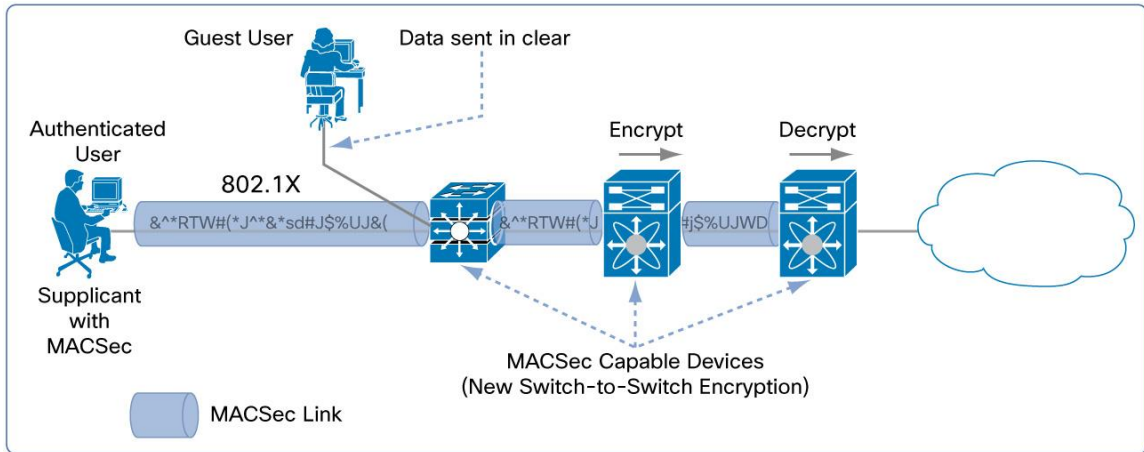 Guest User
Data sent in clear
Authenticated
User
Encrypt
Decrypt
802.1X
&^*RTW#(*J^*&*sd#J$%UJ&(
&^*RTW#(*J
#j$%UJWD
Supplicant
with
MACSec
MACSec Capable Devices
(New Switch-to-Switch Encryption)
MACSec Link